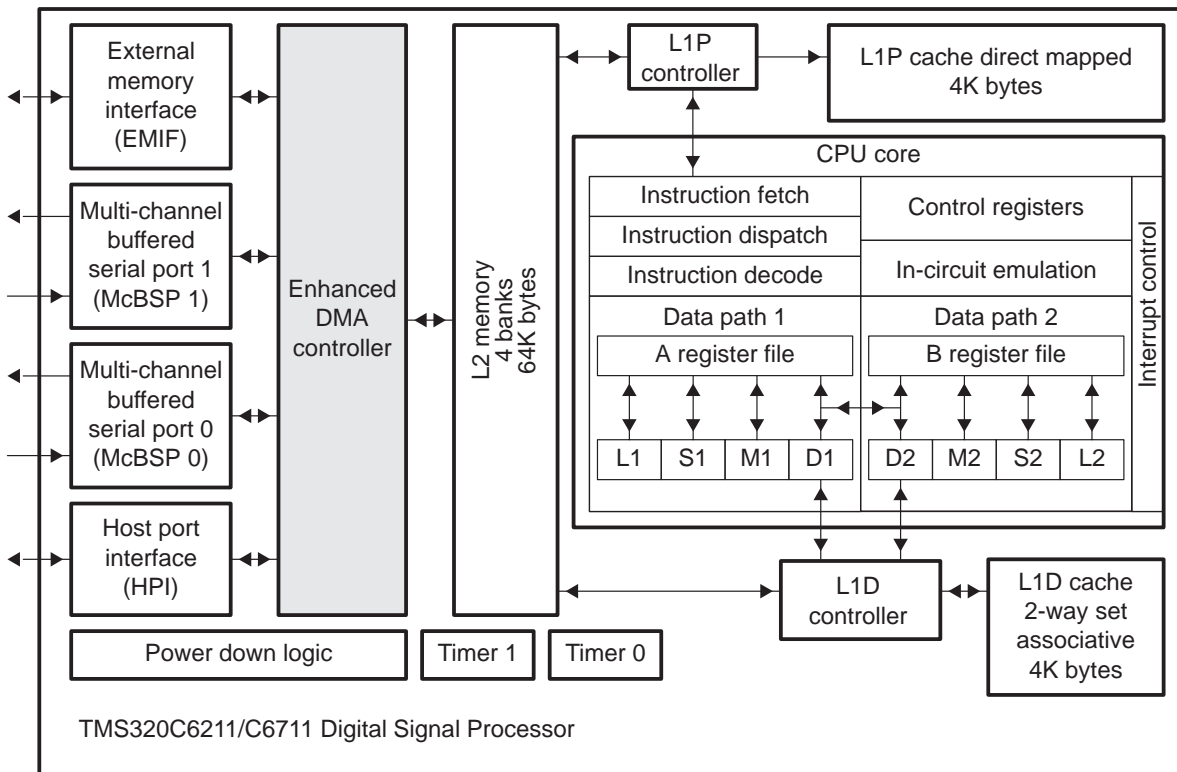 External
memory
interface
(EMIF)
Multi-channel
buffered
serial port 1
(McBSP 1)
Multi-channel
buffered
serial port 0
(McBSP 0)
Host port
interface
(HPI)
Enhanced
DMA
controller
L2 memory
4 banks
64K bytes
L1P
controller
L1P cache direct mapped
4K bytes
CPU core
Instruction fetch
Instruction dispatch
Instruction decode
Control registers
In-circuit emulation
Interrupt control
Data path 1
Data path 2
A register file
B register file
L1 S1 M1 D1
D2 M2 S2 L2
L1D
controller
L1D cache
2-way set
associative
4K bytes
Power down logic
Timer 1
Timer 0
TMS320C6211/C6711 Digital Signal Processor